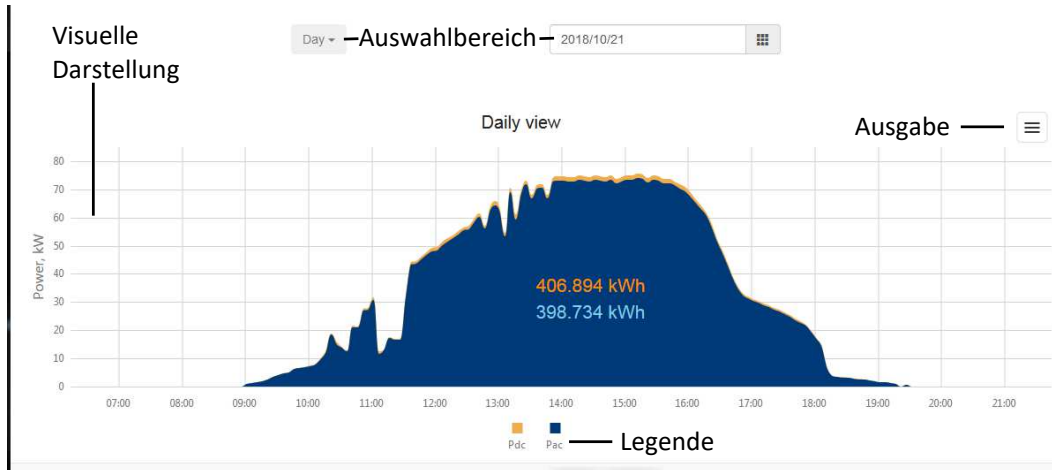 Visuelle
Darstellung
Day
Auswahlbereich
2018/10/21
Daily view
Ausgabe
Power, kW
80
70
60
50
40
30
20
10
0
406.894 kWh
398.734 kWh
07:00 08:00 09:00 10:00 11:00 12:00 13:00 14:00 15:00 16:00 17:00 18:00 19:00 20:00 21:00
Pdc Pac
Legende